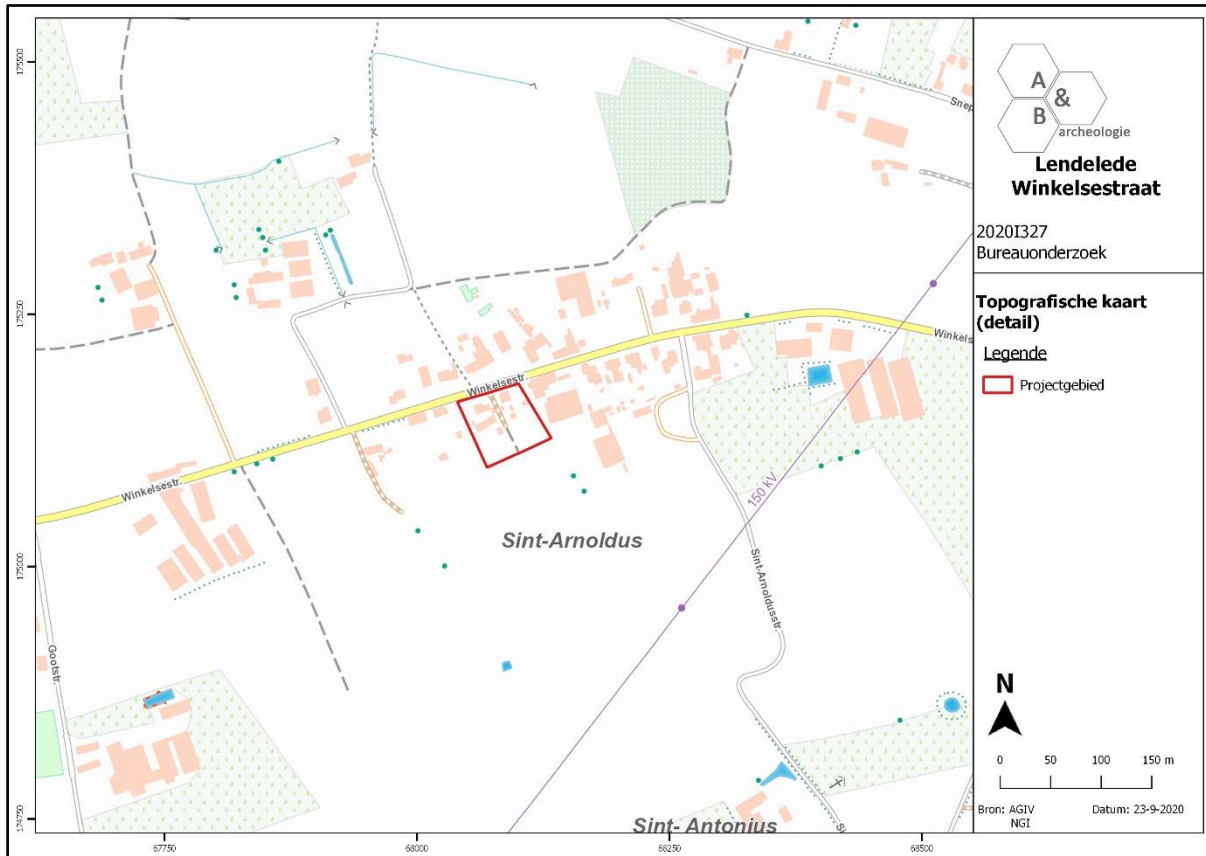 175500
175250
175000
174750
67750
68000
68250
68500
Snep
Winkelsestr.
Winkels
Winkelsestr.
150 kV
Sint-Arnoldus
Sint-Arnoldusstr.
Gootstr.
Sint- Antonius
Si
A
&
B
archeologie
Lendelede
Winkelsestraat
2020I327
Bureauonderzoek
Topografische kaart
(detail)
Legende
Projectgebied
N
0 50 100 150 m
Bron: AGIV Datum: 23-9-2020
NGI